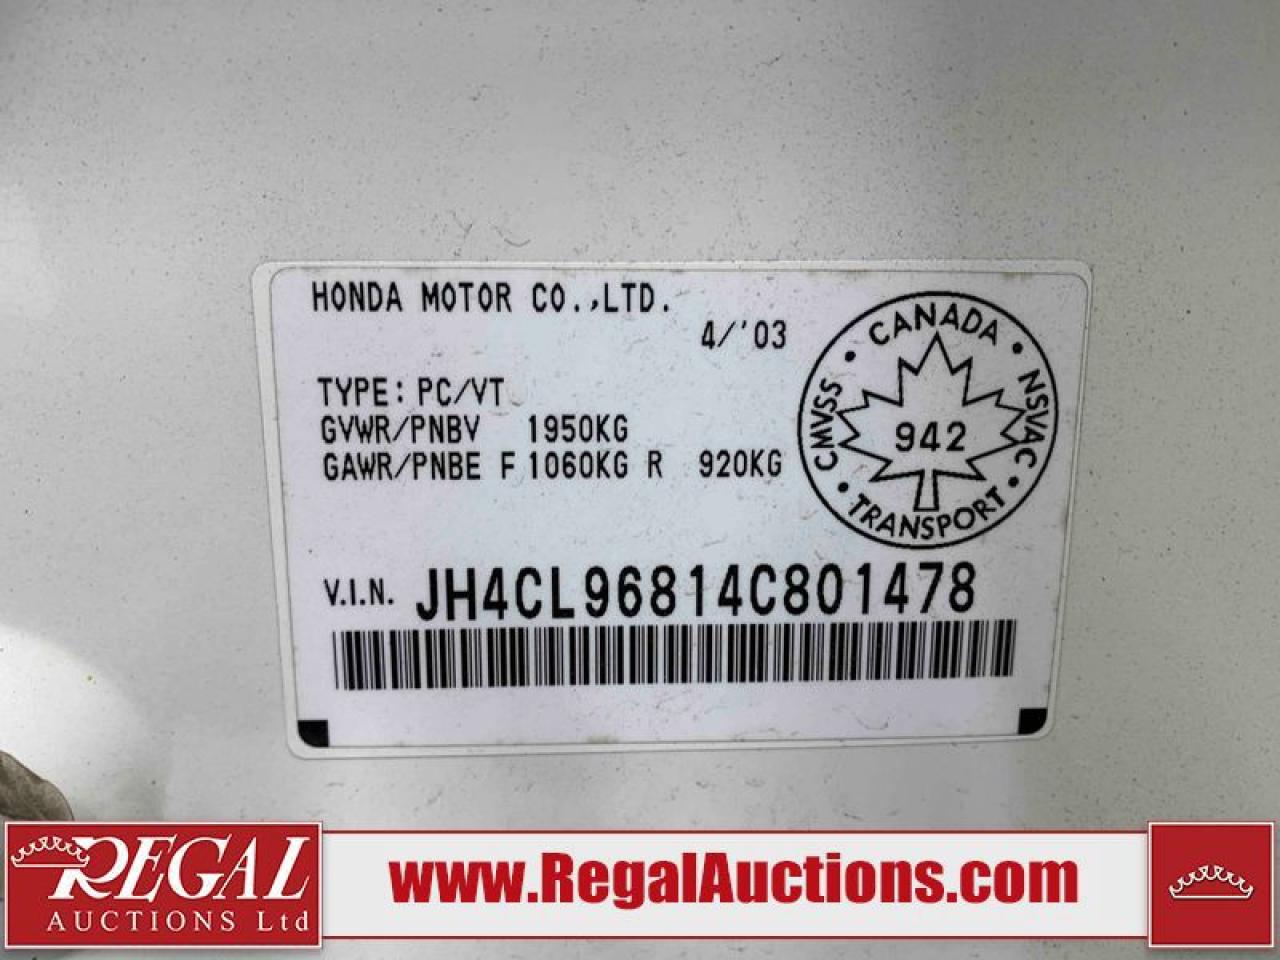 HONDA MOTOR CO.,LTD.
4/'03
TYPE: PC/VT
GVWR/PNBV 1950KG
GAWR/PNBE F 1060KG R 920KG
CANADA
CMVSS
NSVAC
942
TRANSPORT
V.I.N. JH4CL96814C801478
REGAL
AUCTIONS Ltd
www.RegalAuctions.com